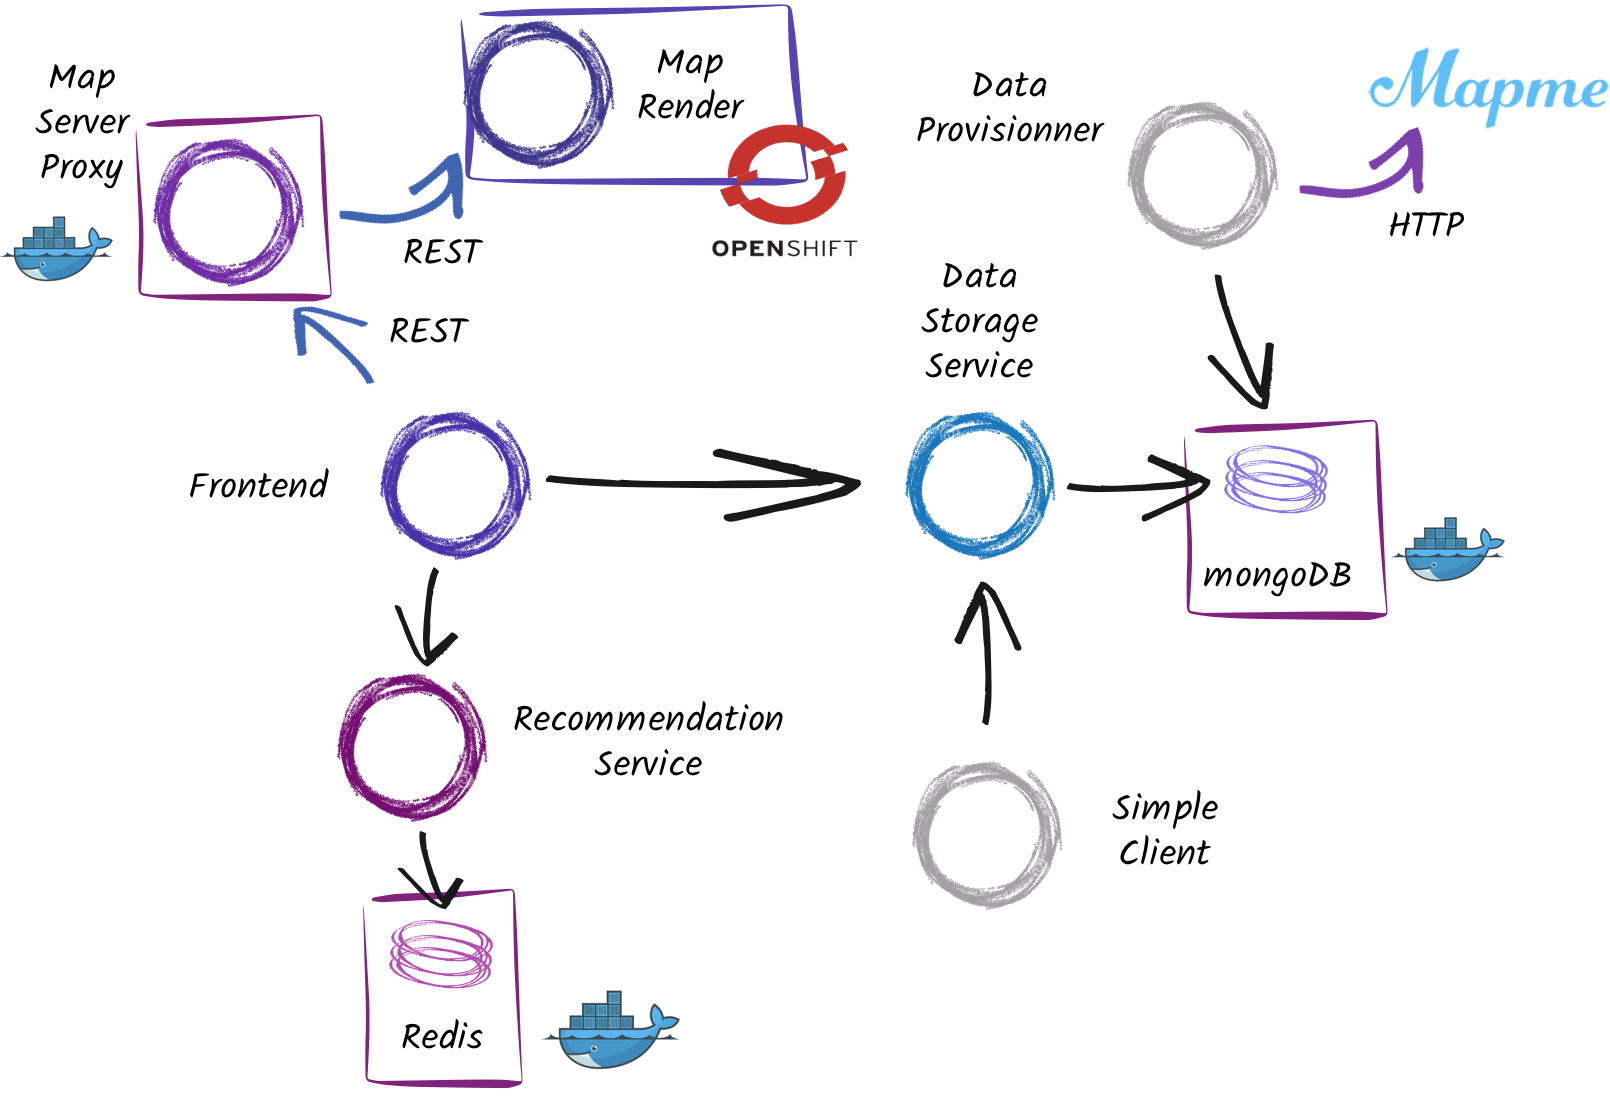 Map
Server
Proxy
Map
Render
OPENSHIFT
REST
REST
Data
Provisionner
Mapme
HTTP
Data
Storage
Service
Frontend
mongoDB
Recommendation
Service
Simple
Client
Redis